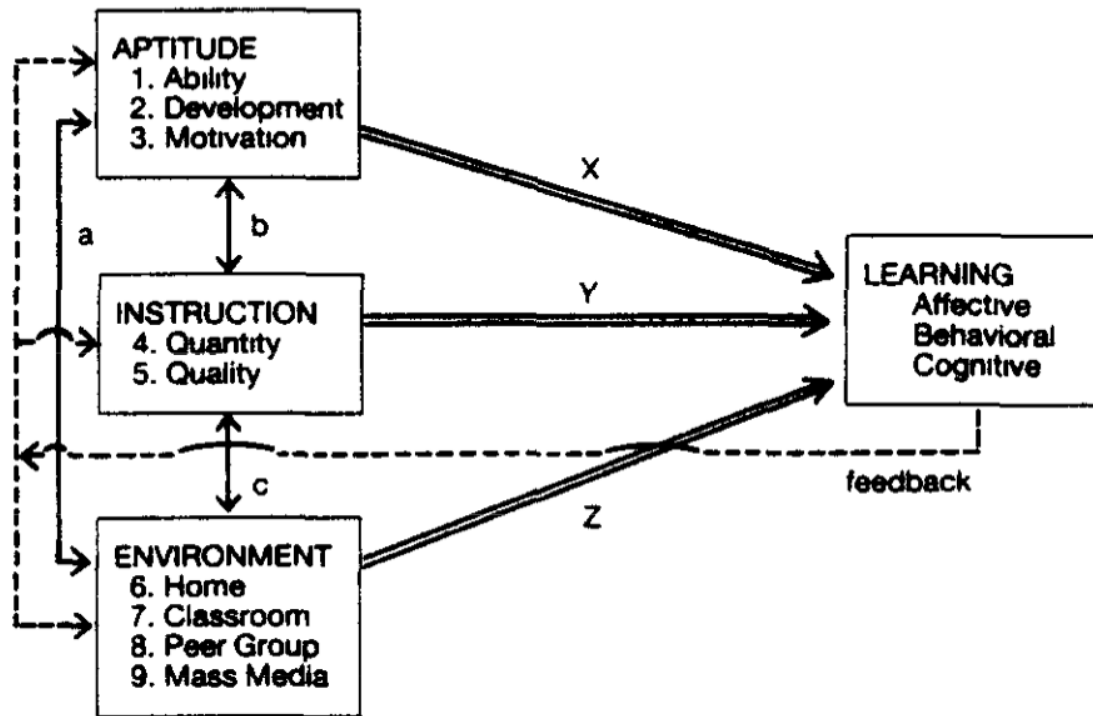 APTITUDE
1. Ability
2. Development
3. Motivation
a
b
X
INSTRUCTION
4. Quantity
5. Quality
Y
LEARNING
Affective
Behavioral
Cognitive
c
feedback
Z
ENVIRONMENT
6. Home
7. Classroom
8. Peer Group
9. Mass Media